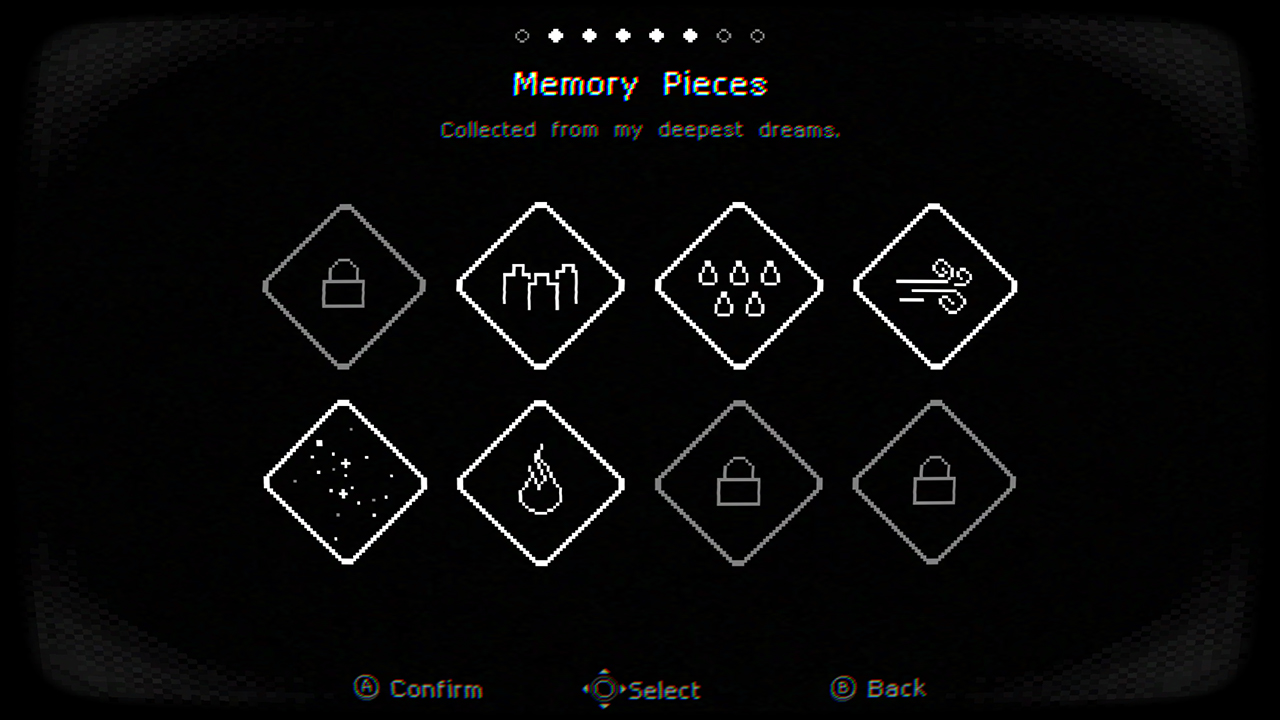 Memory Pieces
Collected from my deepest dreams.
A Confirm
Select
B Back